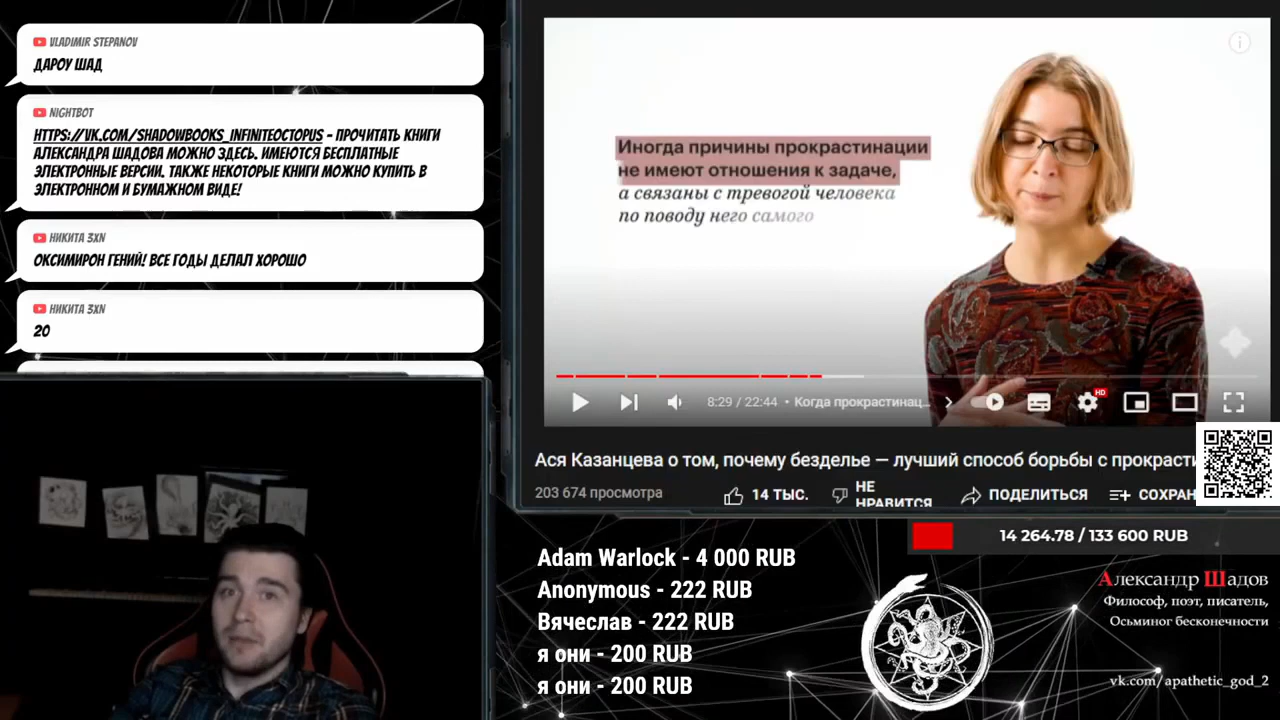 VLADIMIR STEPANOV
ДАРОУ ШАД
NIGHTBOT
HTTPS://VK.COM/SHADOWBOOKS_INFINITEOCTOPUS - ПРОЧИТАТЬ КНИГИ
АЛЕКСАНДРА ШАДОВА МОЖНО ЗДЕСЬ. ИМЕЮТСЯ БЕСПЛАТНЫЕ
ЭЛЕКТРОННЫЕ ВЕРСИИ. ТАКЖЕ НЕКОТОРЫЕ КНИГИ МОЖНО КУПИТЬ В
ЭЛЕКТРОННОМ И БУМАЖНОМ ВИДЕ!
НИКИТА ЗХN
ОКСИМИРОН ГЕНИЙ! ВСЕ ГОДЫ ДЕЛАЛ ХОРОШО
НИКИТА ЗХN
20
Иногда причины прокрастинации
не имеют отношения к задаче,
а связаны с тревогой человека
по поводу него самого
8:29 / 22:44 • Когда прокрастинац...
HD
Ася Казанцева о том, почему безделье — лучший способ борьбы с прокрасти
203 674 просмотра
14 ТЫС.
НЕ
НРАВИТСЯ
ПОДЕЛИТЬСЯ
СОХРАН
14 264.78 / 133 600 RUB
Adam Warlock - 4 000 RUB
Anonymous - 222 RUB
Вячеслав - 222 RUB
я они - 200 RUB
я они - 200 RUB
Александр Шадов
Философ, поэт, писатель,
Осьминог бесконечности
vk.com/apathetic_god_2